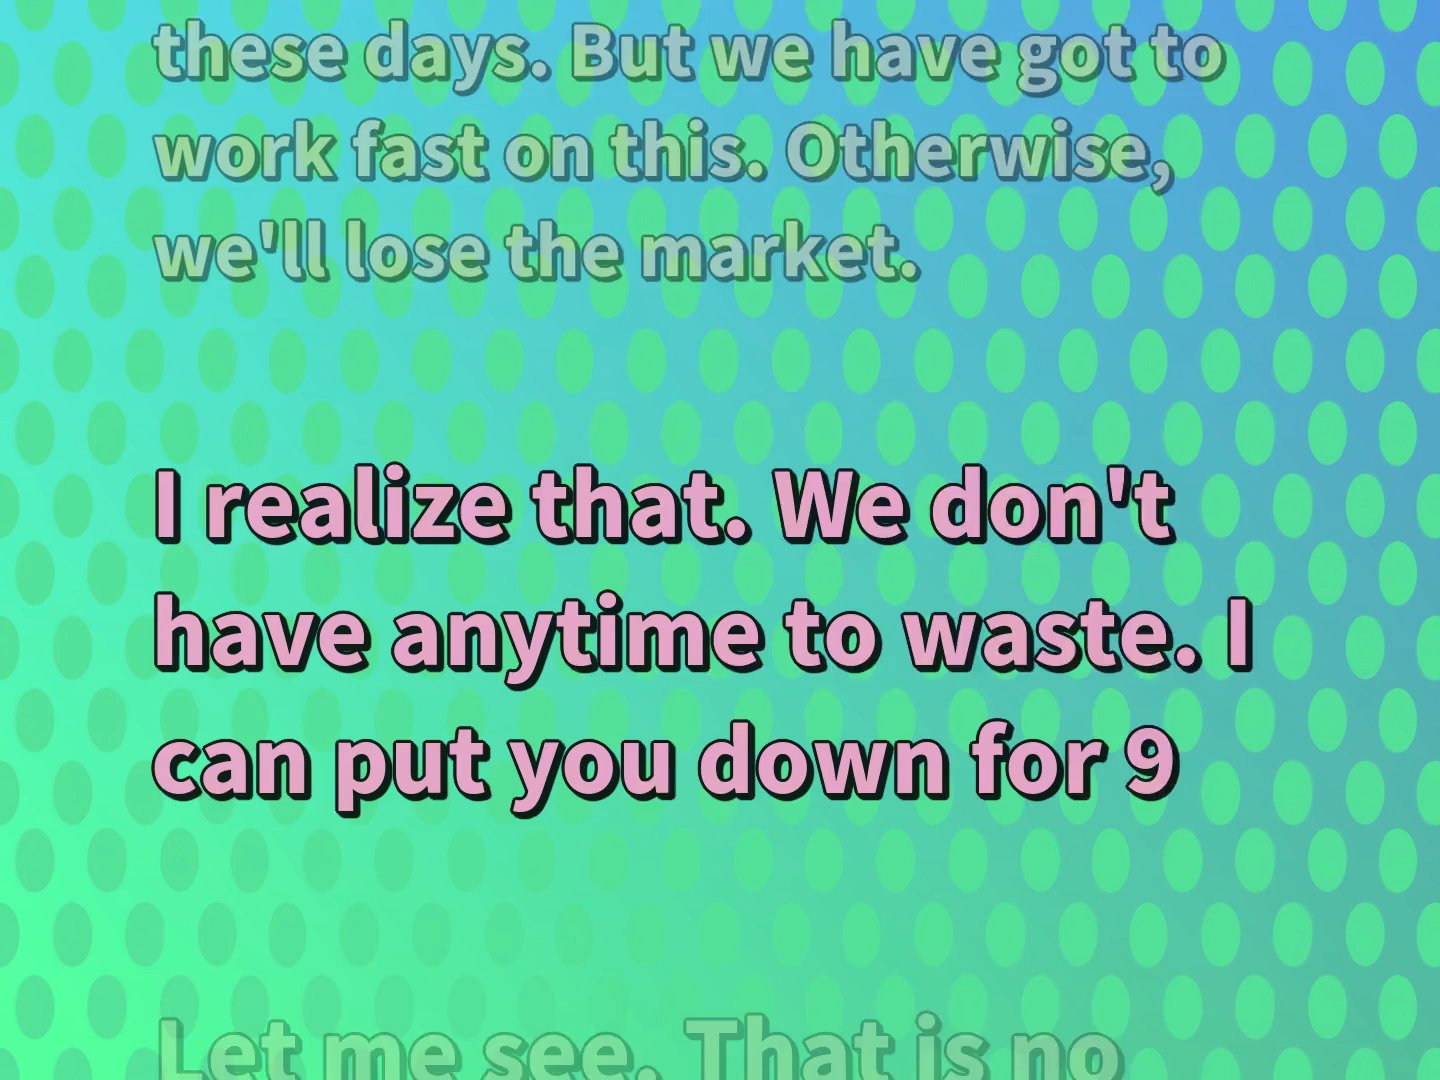 these days. But we have got to
work fast on this. Otherwise,
we'll lose the market.
I realize that. We don't
have anytime to waste. I
can put you down for 9
Let me see. That is no